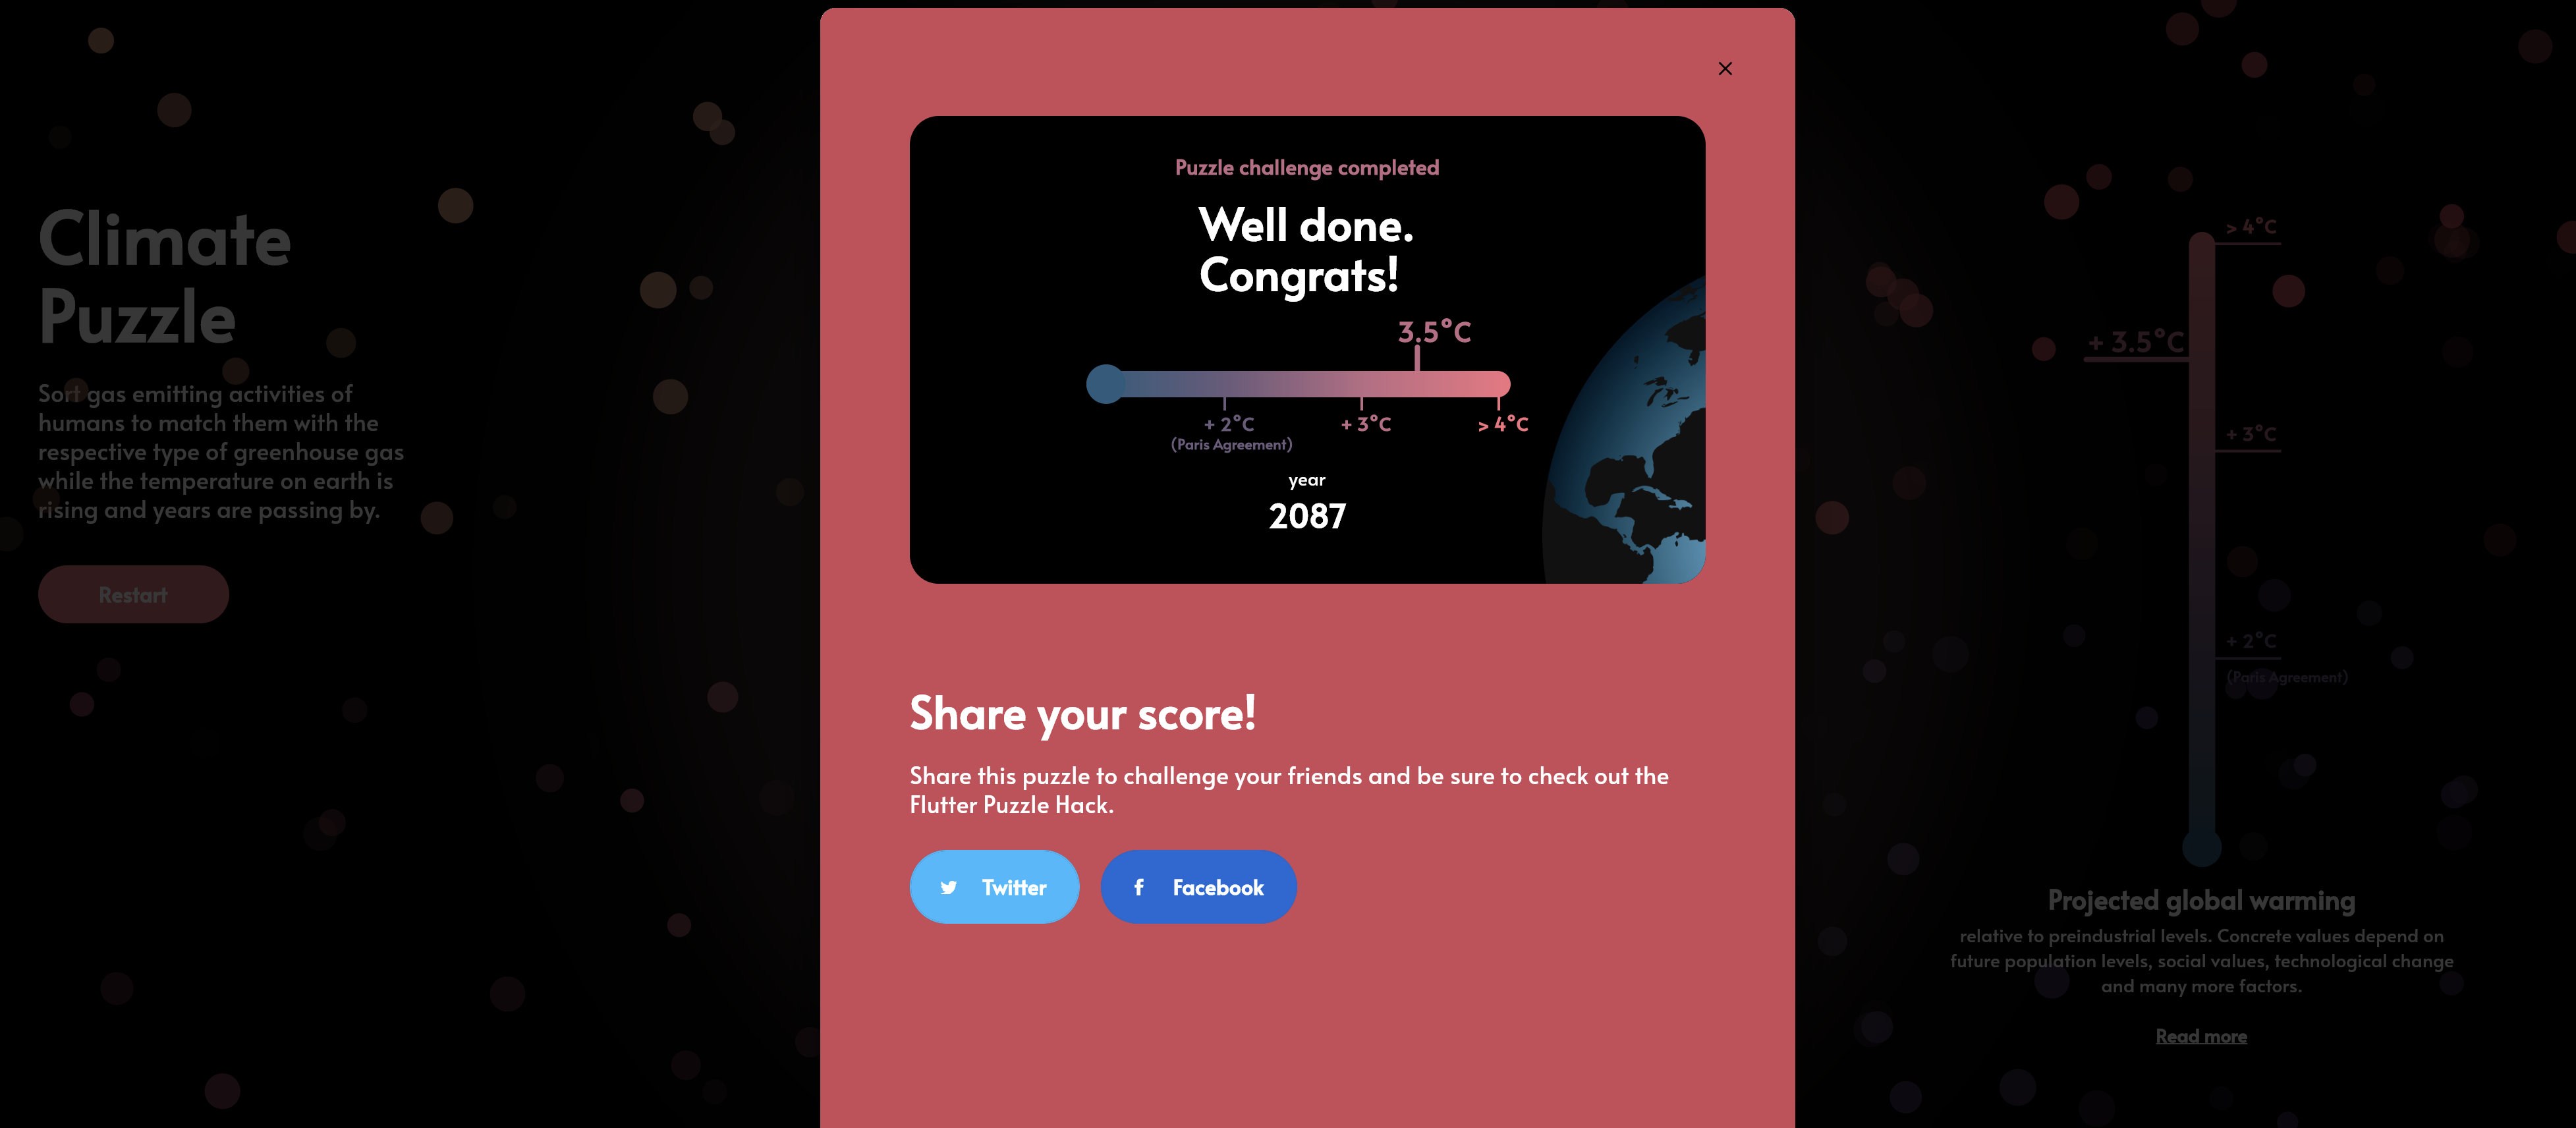 Climate
Puzzle
Sort gas emitting activities of
humans to match them with the
respective type of greenhouse gas
while the temperature on earth is
rising and years are passing by.
Restart
Puzzle challenge completed
Well done.
Congrats!
3.5°C
+ 2°C
(Paris Agreement)
+ 3°C
> 4°C
year
2087
Share your score!
Share this puzzle to challenge your friends and be sure to check out the
Flutter Puzzle Hack.
Twitter
Facebook
> 4°C
+ 3.5°C
+ 3°C
+ 2°C
(Paris Agreement)
Projected global warming
relative to preindustrial levels. Concrete values depend on
future population levels, social values, technological change
and many more factors.
Read more